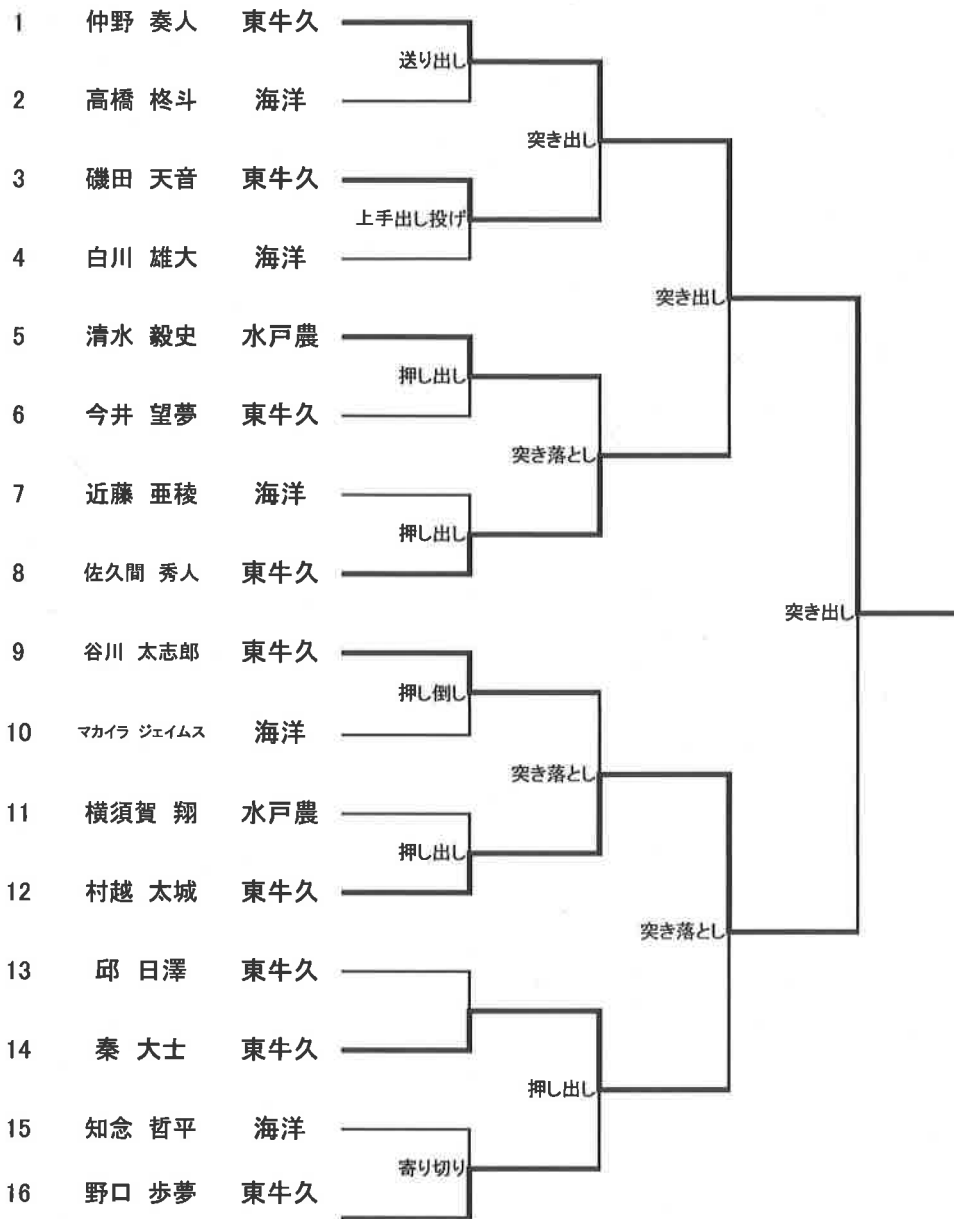 1 仲野 奏人 東牛久
送り出し
2 高橋 柊斗 海洋
突き出し
3 磯田 天音 東牛久
上手出し投げ
4 白川 雄大 海洋
突き出し
5 清水 毅史 水戸農
押し出し
6 今井 望夢 東牛久
突き落とし
7 近藤 亜稜 海洋
押し出し
8 佐久間 秀人 東牛久
突き出し
9 谷川 太志郎 東牛久
押し倒し
10 マカイラ ジェイムス 海洋
突き落とし
11 横須賀 翔 水戸農
押し出し
12 村越 太城 東牛久
突き落とし
13 邱 日澤 東牛久
14 秦 大士 東牛久
押し出し
15 知念 哲平 海洋
寄り切り
16 野口 歩夢 東牛久